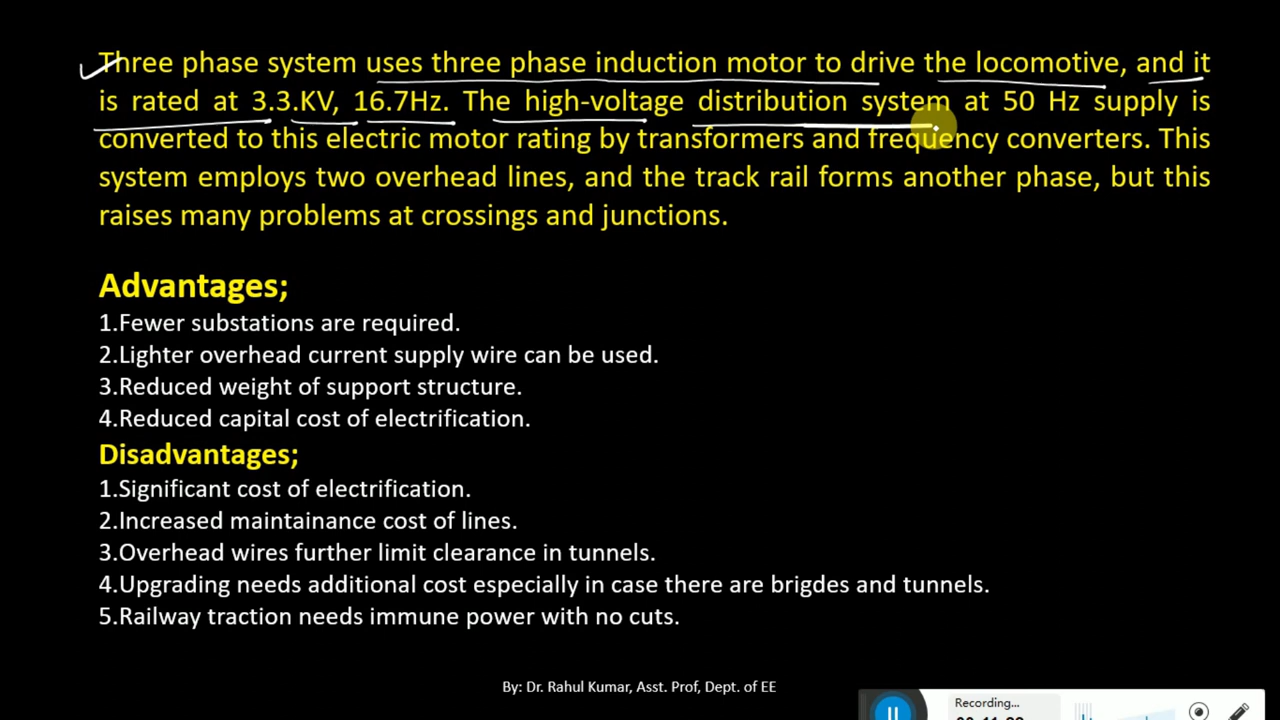 Three phase system uses three phase induction motor to drive the locomotive, and it
is rated at 3.3.KV, 16.7Hz. The high-voltage distribution system at 50 Hz supply is
converted to this electric motor rating by transformers and frequency converters. This
system employs two overhead lines, and the track rail forms another phase, but this
raises many problems at crossings and junctions.
Advantages;
1.Fewer substations are required.
2.Lighter overhead current supply wire can be used.
3.Reduced weight of support structure.
4.Reduced capital cost of electrification.
Disadvantages;
1.Significant cost of electrification.
2.Increased maintainance cost of lines.
3.Overhead wires further limit clearance in tunnels.
4.Upgrading needs additional cost especially in case there are brigdes and tunnels.
5.Railway traction needs immune power with no cuts.
By: Dr. Rahul Kumar, Asst. Prof, Dept. of EE
Recording...